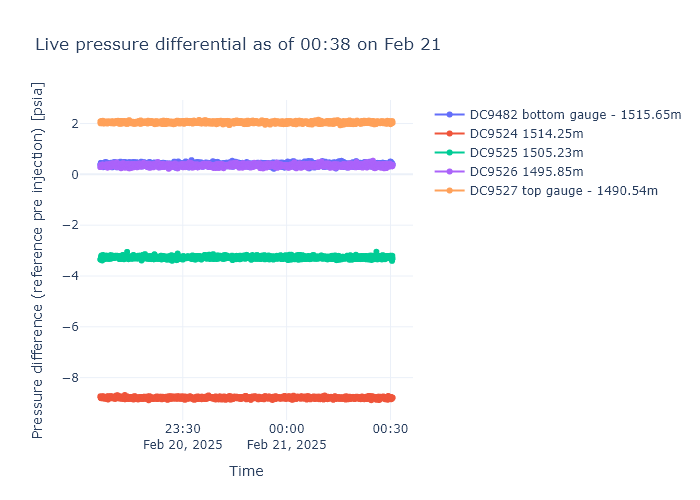 Live pressure differential as of 00:38 on Feb 21
Pressure difference (reference pre Injection) [psia]
2
0
−2
−4
−6
−8
23:30
Feb 20, 2025
00:00
Feb 21, 2025
00:30
Time
DC9482 bottom gauge - 1515.65m
DC9524 1514.25m
DC9525 1505.23m
DC9526 1495.85m
DC9527 top gauge - 1490.54m